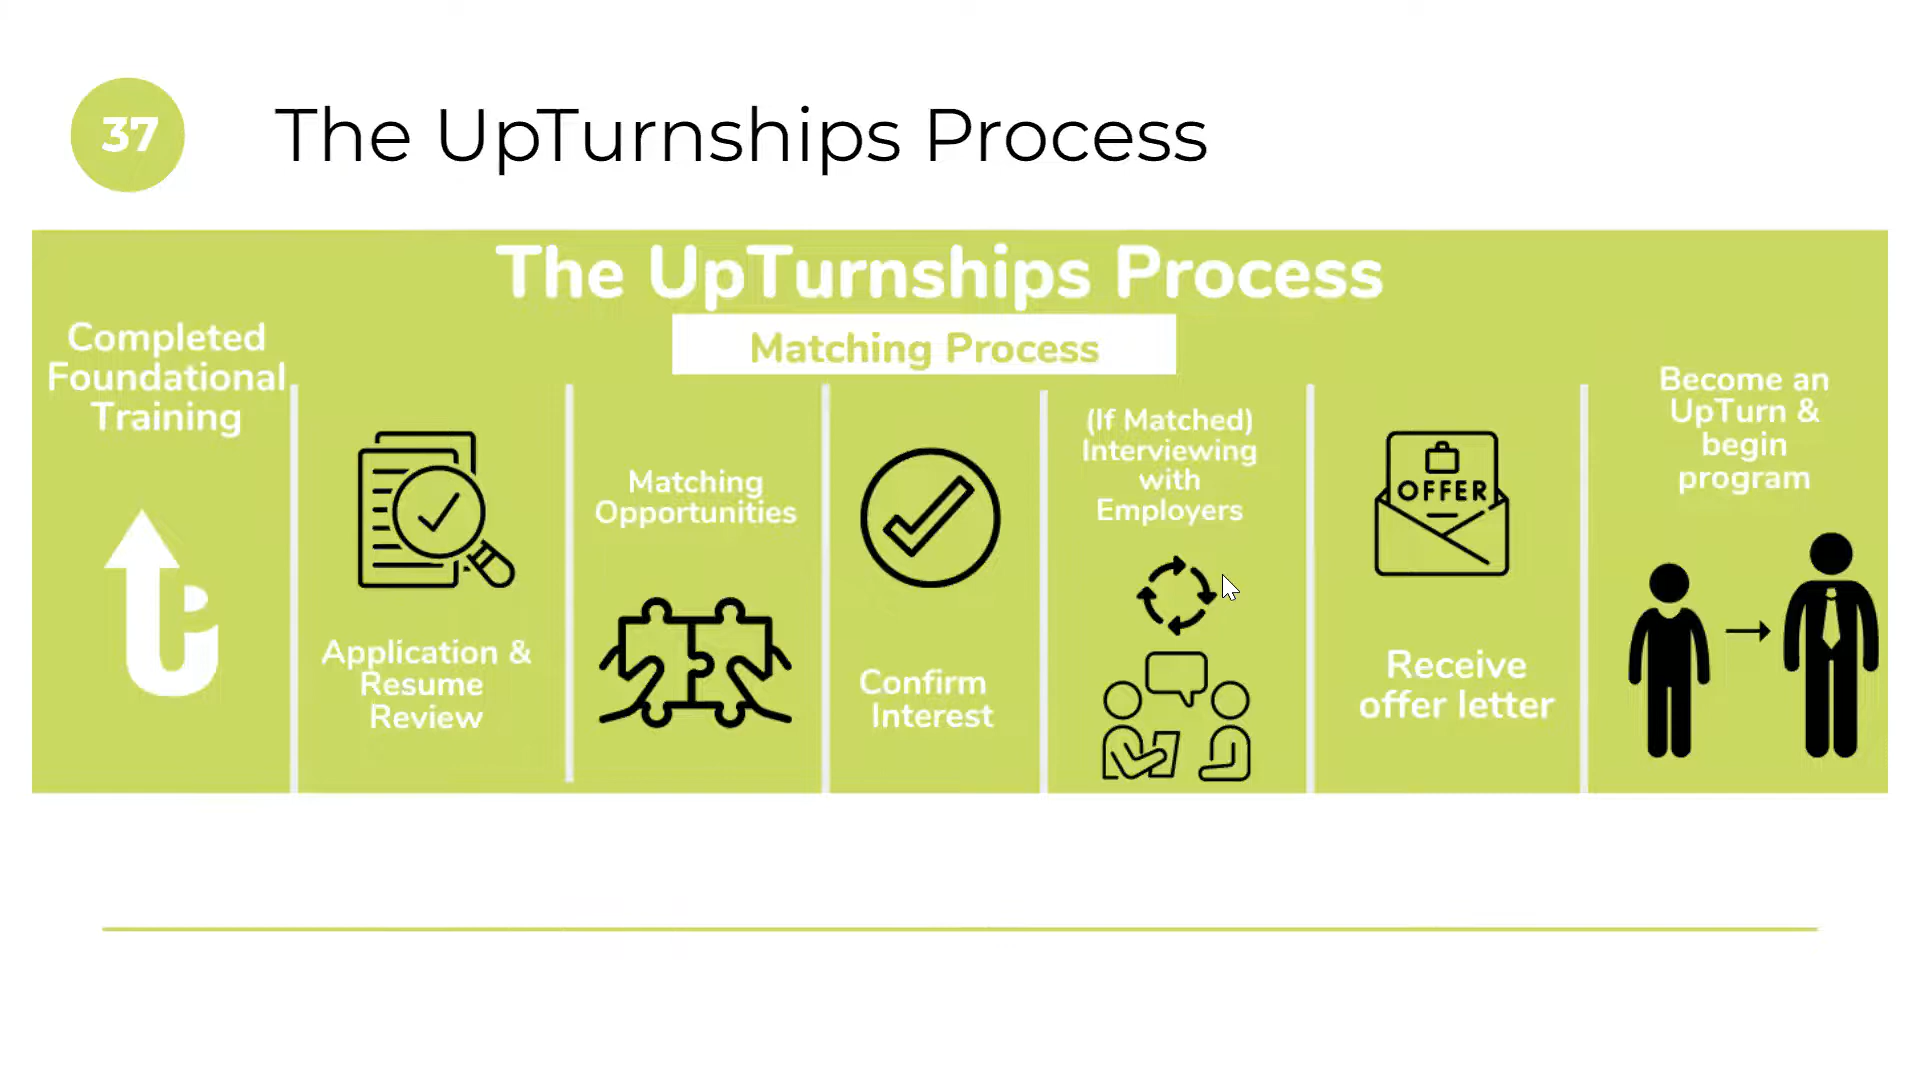 37
The UpTurnships Process
The UpTurnships Process
Matching Process
Completed
Foundational
Training
Application &
Resume
Review
Matching
Opportunities
Confirm
Interest
(If Matched)
Interviewing
with
Employers
OFFER
Receive
offer letter
Become an
UpTurn &
begin
program